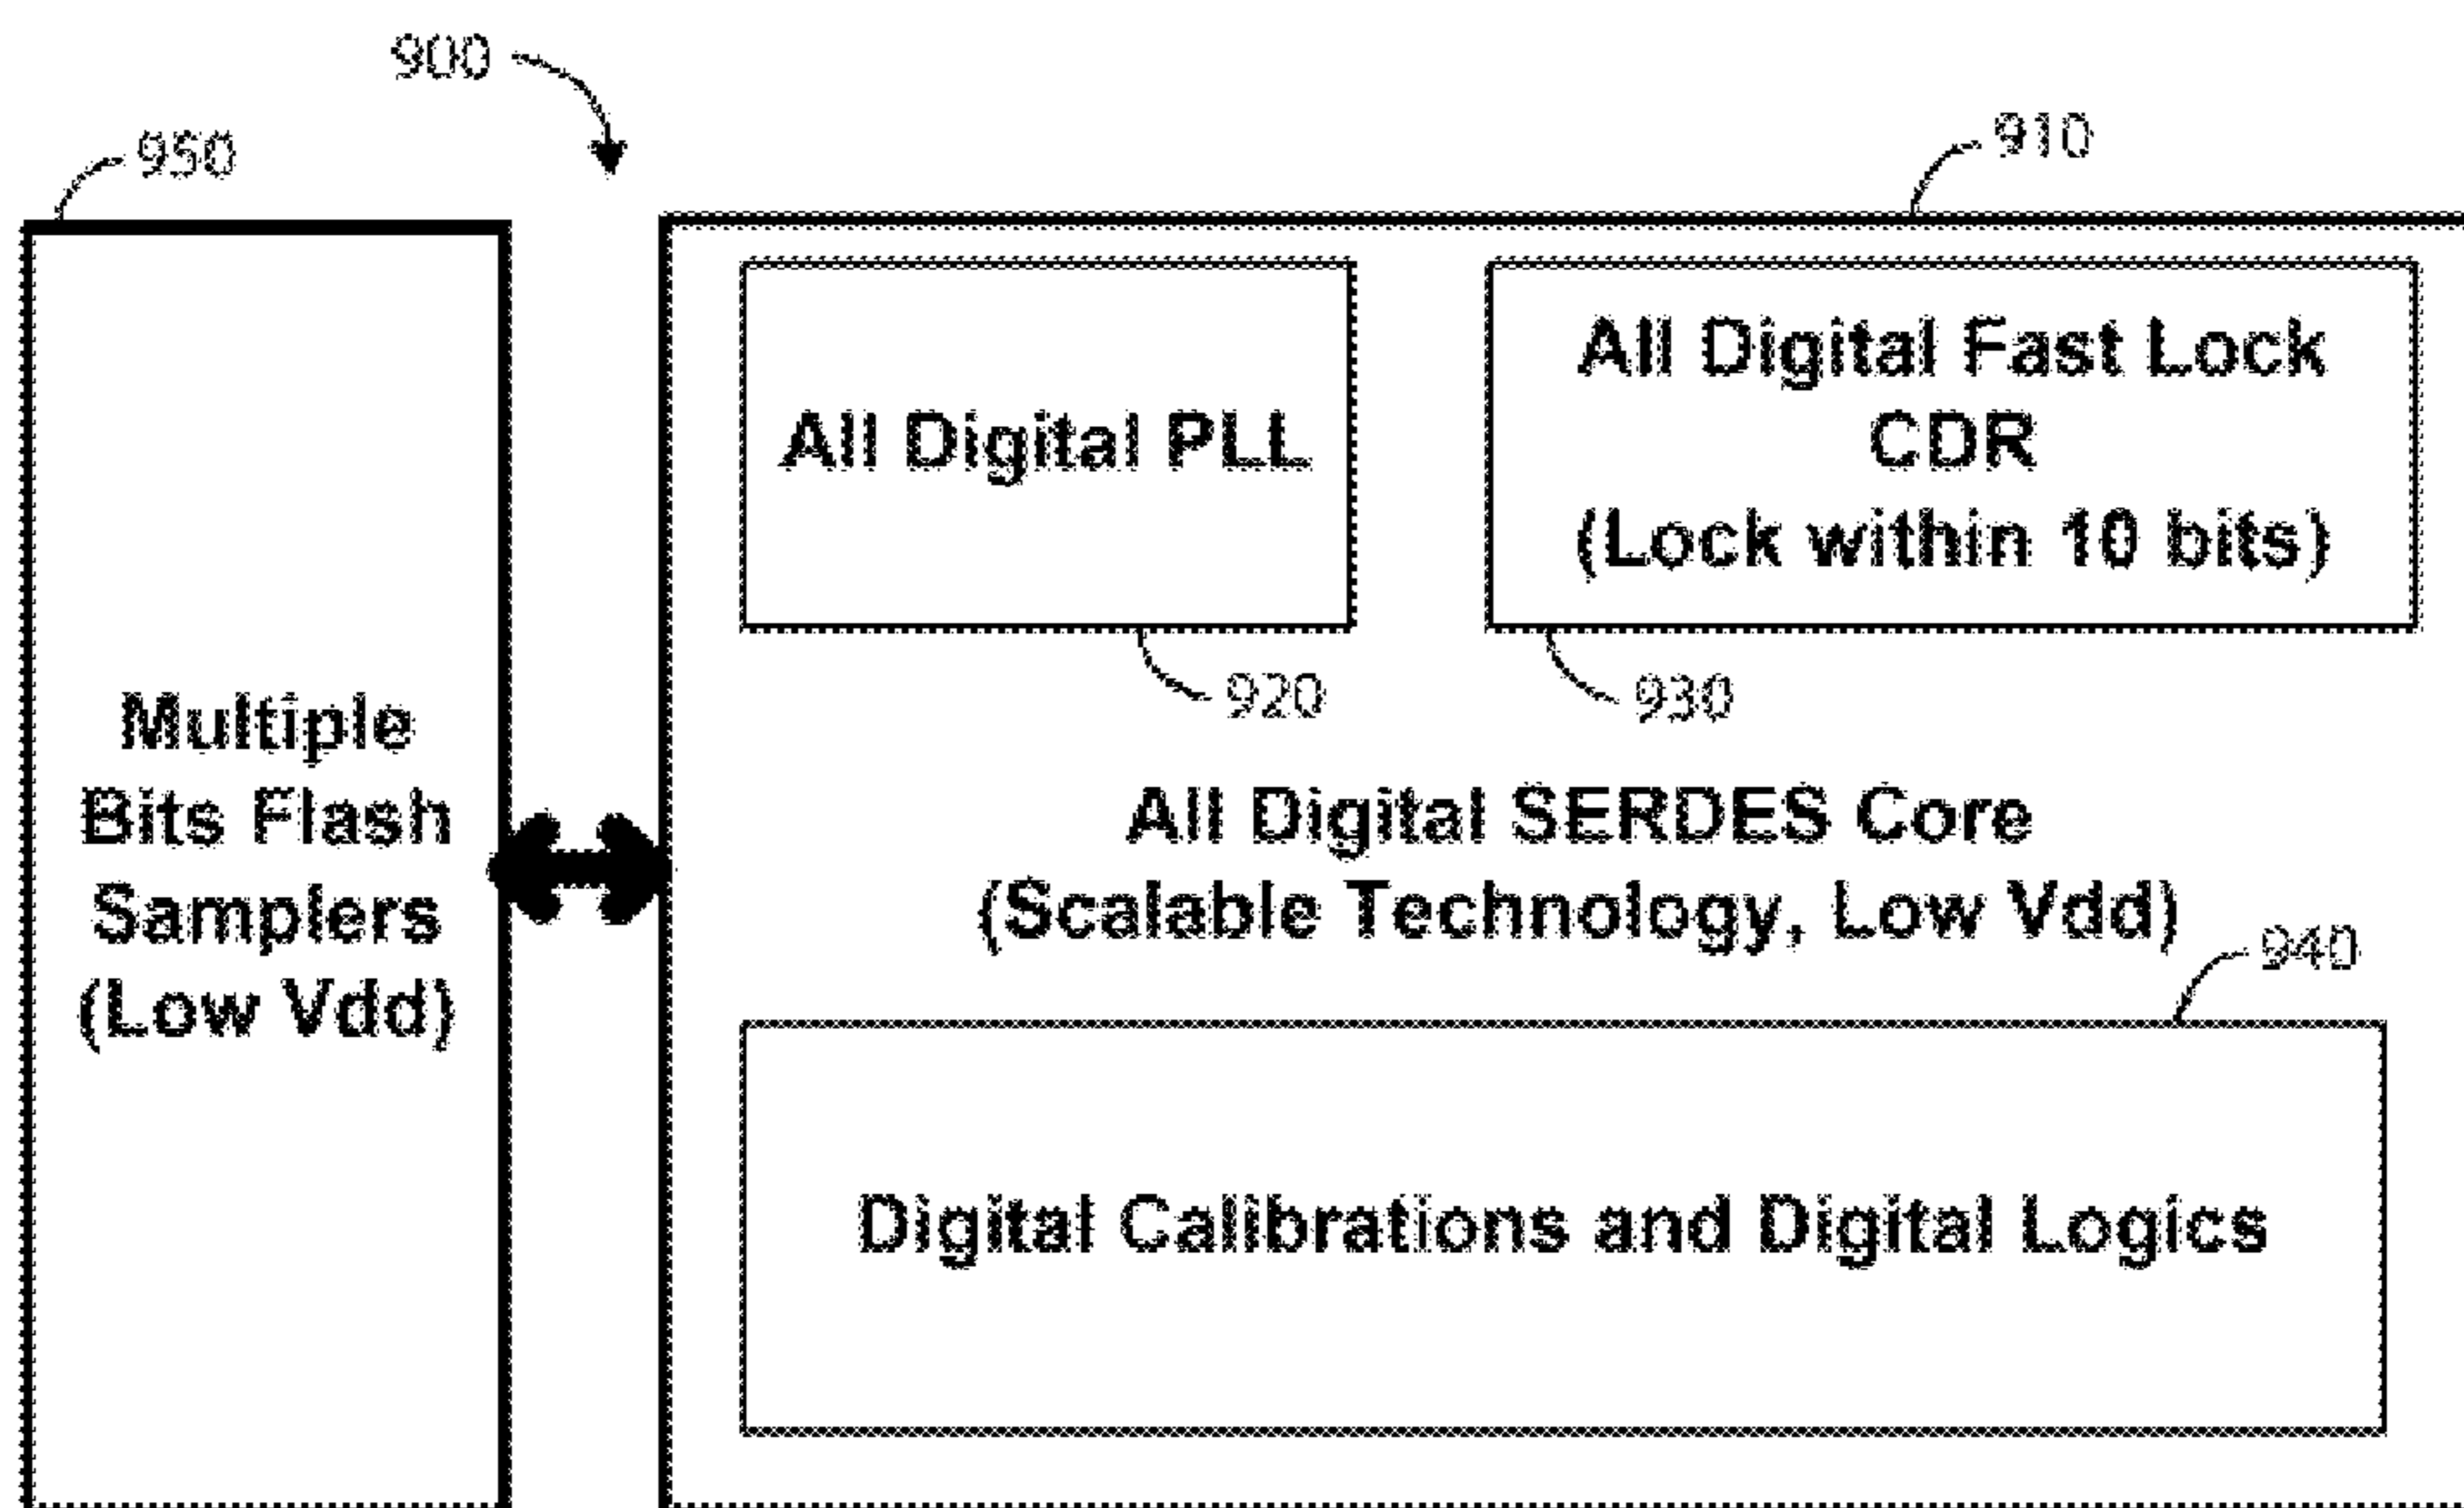 900
950
910
All Digital PLL
All Digital Fast Lock
CDR
(Lock within 10 bits)
920
930
Multiple
Bits Flash
Samplers
(Low Vdd)
All Digital SERDES Core
(Scalable Technology, Low Vdd)
940
Digital Calibrations and Digital Logics